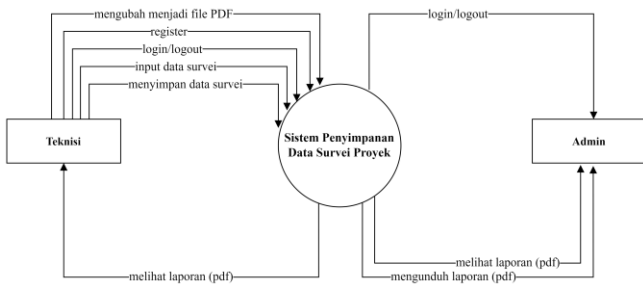 mengubah menjadi file PDF
login/logout
register
login/logout
input data survei
menyimpan data survei
Teknisi
Sistem Penyimpanan
Data Survei Proyek
Admin
melihat laporan (pdf)
melihat laporan (pdf)
mengunduh laporan (pdf)